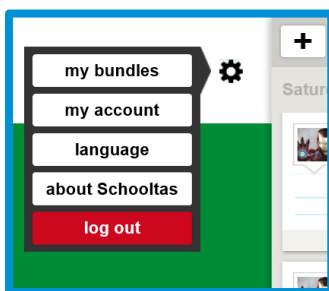 my bundles
my account
language
about Schooltas
log out
+
Satur